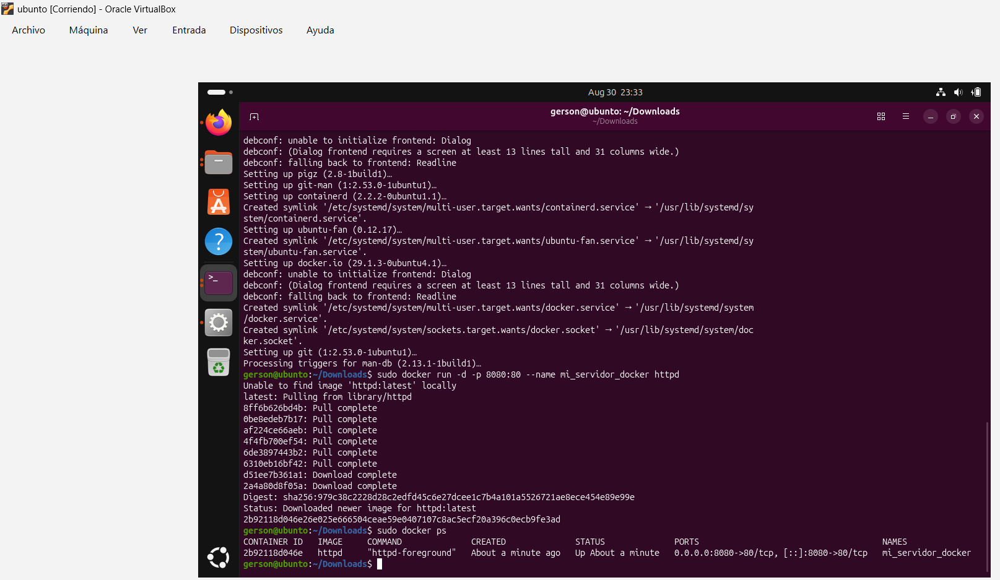 ubunto [Corriendo] - Oracle VirtualBox
Archivo Máquina Ver Entrada Dispositivos Ayuda
Aug 30 23:33
gerson@ubunto: ~/Downloads
~/Downloads
debconf: unable to initialize frontend: Dialog
debconf: (Dialog frontend requires a screen at least 13 lines tall and 31 columns wide.)
debconf: falling back to frontend: Readline
Setting up pigz (2.8-1build1)…
Setting up git-man (1:2.53.0-1ubuntu1)…
Setting up containerd (2.2.2-0ubuntu1.1)…
Created symlink '/etc/systemd/system/multi-user.target.wants/containerd.service' → '/usr/lib/systemd/sy
stem/containerd.service'.
Setting up ubuntu-fan (0.12.17)…
Created symlink '/etc/systemd/system/multi-user.target.wants/ubuntu-fan.service' → '/usr/lib/systemd/sy
stem/ubuntu-fan.service'.
Setting up docker.io (29.1.3-0ubuntu4.1)…
debconf: unable to initialize frontend: Dialog
debconf: (Dialog frontend requires a screen at least 13 lines tall and 31 columns wide.)
debconf: falling back to frontend: Readline
Created symlink '/etc/systemd/system/multi-user.target.wants/docker.service' → '/usr/lib/systemd/system
/docker.service'.
Created symlink '/etc/systemd/system/sockets.target.wants/docker.socket' → '/usr/lib/systemd/system/doc
ker.socket'.
Setting up git (1:2.53.0-1ubuntu1)…
Processing triggers for man-db (2.13.1-1build1)…
gerson@ubunto:~/Downloads$ sudo docker run -d -p 8080:80 --name mi_servidor_docker httpd
Unable to find image 'httpd:latest' locally
latest: Pulling from library/httpd
8ff6b626bd4b: Pull complete
0be8edeb7b17: Pull complete
af224ce66aeb: Pull complete
4f4fb700ef54: Pull complete
6de3897443b2: Pull complete
6310eb16bf42: Pull complete
d51ee7b361a1: Download complete
2a4a80d8f05a: Download complete
Digest: sha256:979c38c2228d28c2edfd45c6e27dcee1c7b4a101a5526721ae8ece454e89e99e
Status: Downloaded newer image for httpd:latest
2b92118d046e26e025e666504ceae59e0407107c8ac5ecf20a396c0ecb9fe3ad
gerson@ubunto:~/Downloads$ sudo docker ps
CONTAINER ID IMAGE COMMAND CREATED STATUS PORTS NAMES
2b92118d046e httpd "httpd-foreground" About a minute ago Up About a minute 0.0.0.0:8080->80/tcp, [::]:8080->80/tcp mi_servidor_docker
gerson@ubunto:~/Downloads$